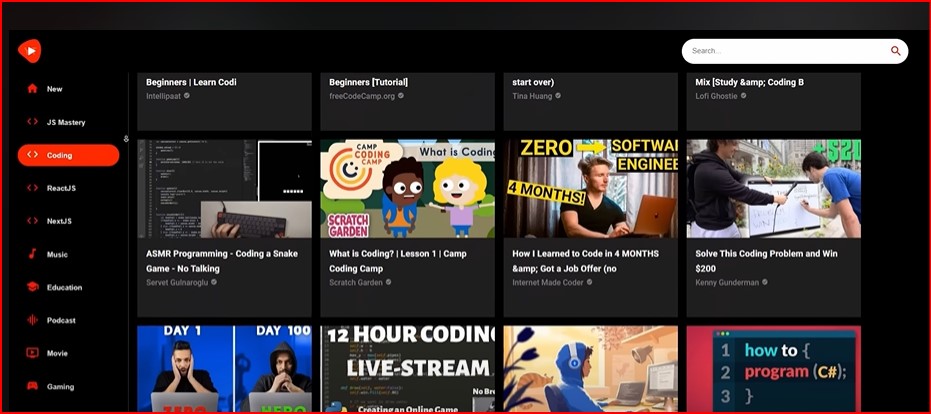 Search...
New
JS Mastery
Coding
ReactJS
NextJS
Music
Education
Podcast
Movie
Gaming
Beginners | Learn Codi
Intellipaat
Beginners [Tutorial]
freeCodeCamp.org
start over)
Tina Huang
Mix [Study &amp; Coding B
Lofi Ghostie
CAMP
CODING
CAMP
What is Coding
SCRATCH
GARDEN
ZERO
SOFTWAR
ENGINEE
4 MONTHS!
+$20
ASMR Programming - Coding a Snake
Game - No Talking
Servet Gulnaroglu
What is Coding? | Lesson 1 | Camp
Coding Camp
Scratch Garden
How I Learned to Code in 4 MONTHS
&amp; Got a Job Offer (no
Internet Made Coder
Solve This Coding Problem and Win
$200
Kenny Gunderman
DAY 1
DAY 100
ZERO
HERO
12 HOUR CODING
LIVE-STREAM
No Br
Creating an Online Game
1 how to {
2 program (C#);
3 }